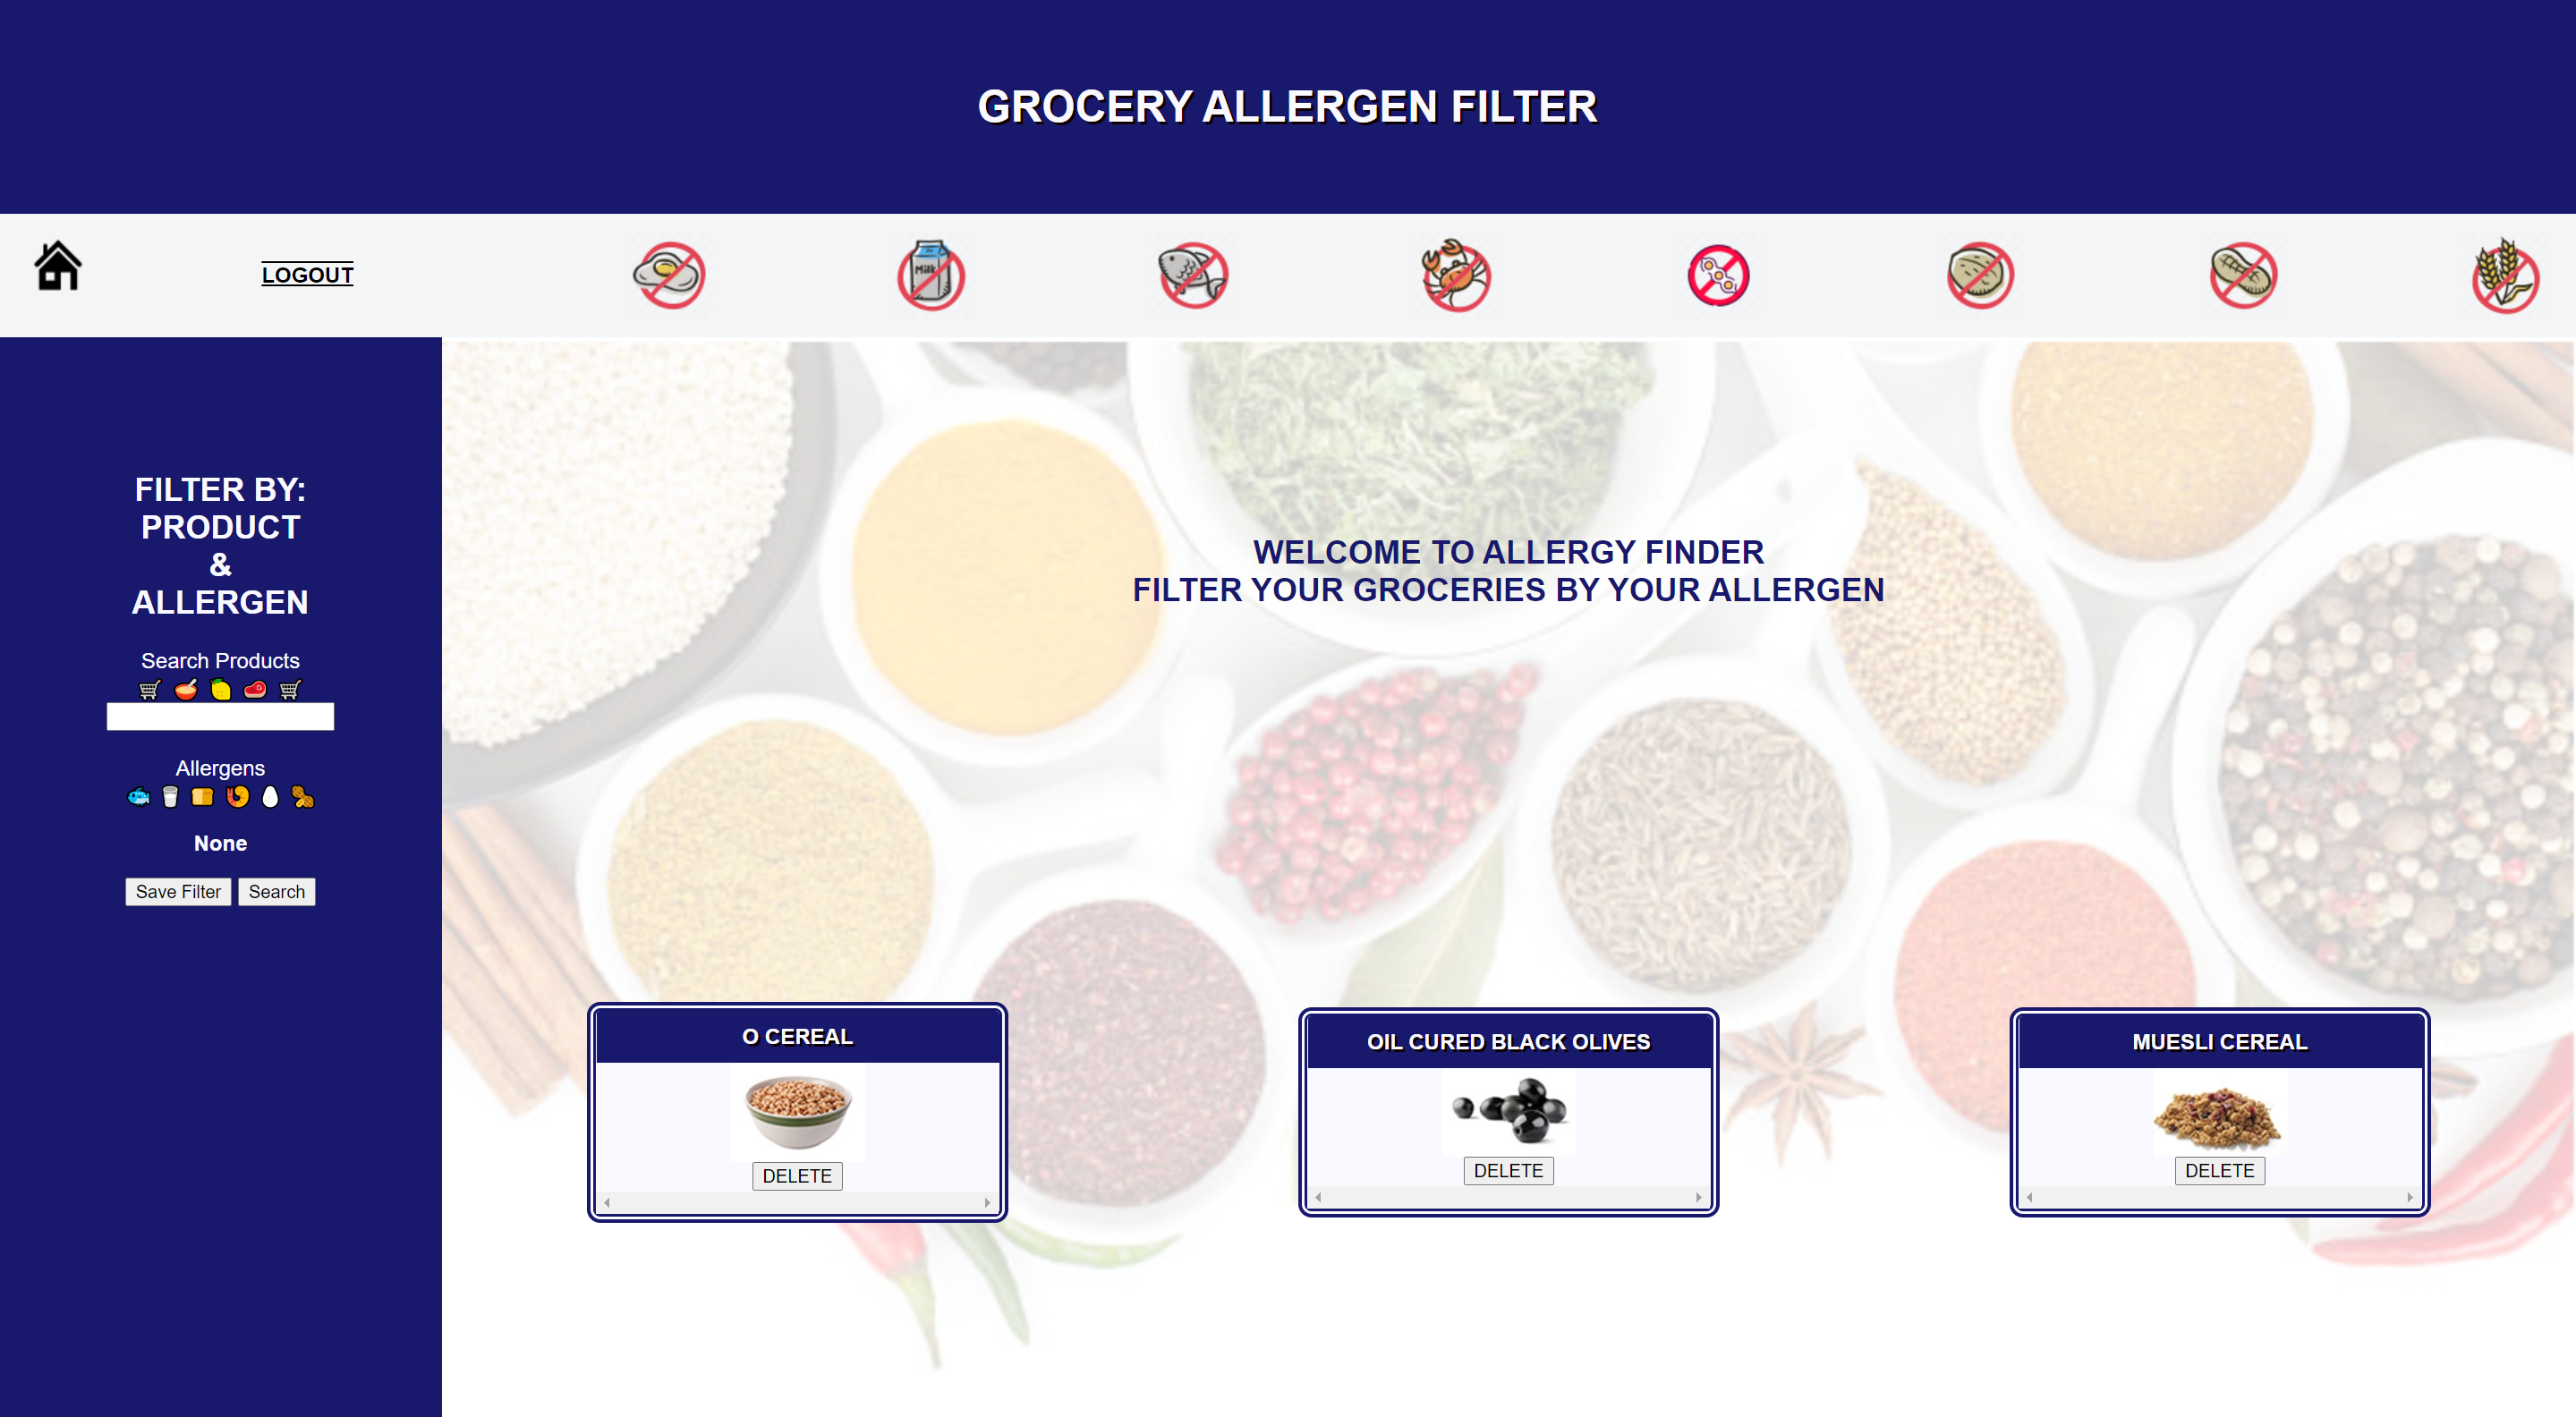 GROCERY ALLERGEN FILTER
LOGOUT
Milk
FILTER BY:
PRODUCT
&
ALLERGEN
Search Products
Allergens
None
Save Filter Search
WELCOME TO ALLERGY FINDER
FILTER YOUR GROCERIES BY YOUR ALLERGEN
O CEREAL
DELETE
OIL CURED BLACK OLIVES
DELETE
MUESLI CEREAL
DELETE